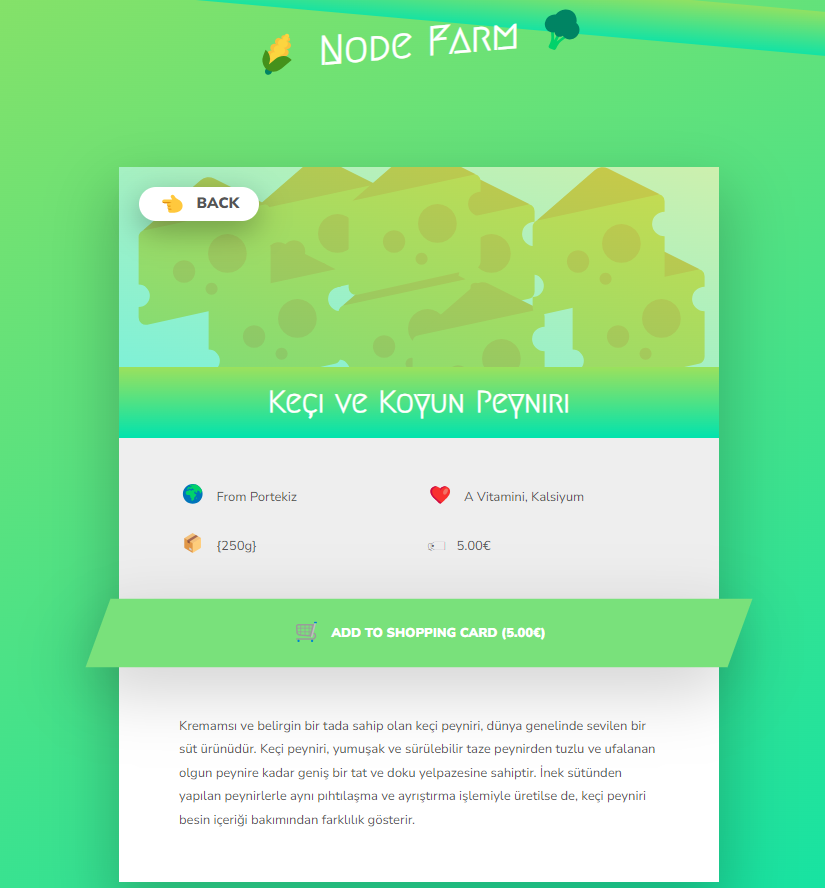 Node Farm
BACK
Keçi ve Koyun Peyniri
From Portekiz
A Vitamini, Kalsiyum
{250g}
5.00€
ADD TO SHOPPING CARD (5.00€)
Kremamsı ve belirgin bir tada sahip olan keçi peyniri, dünya genelinde sevilen bir
süt ürünüdür. Keçi peyniri, yumuşak ve sürülebilir taze peynirden tuzlu ve ufalanan
olgun peynire kadar geniş bir tat ve doku yelpazesine sahiptir. İnek sütünden
yapılan peynirlerle aynı pıhtılaşma ve ayrıştırma işlemiyle üretilse de, keçi peyniri
besin içeriği bakımından farklılık gösterir.